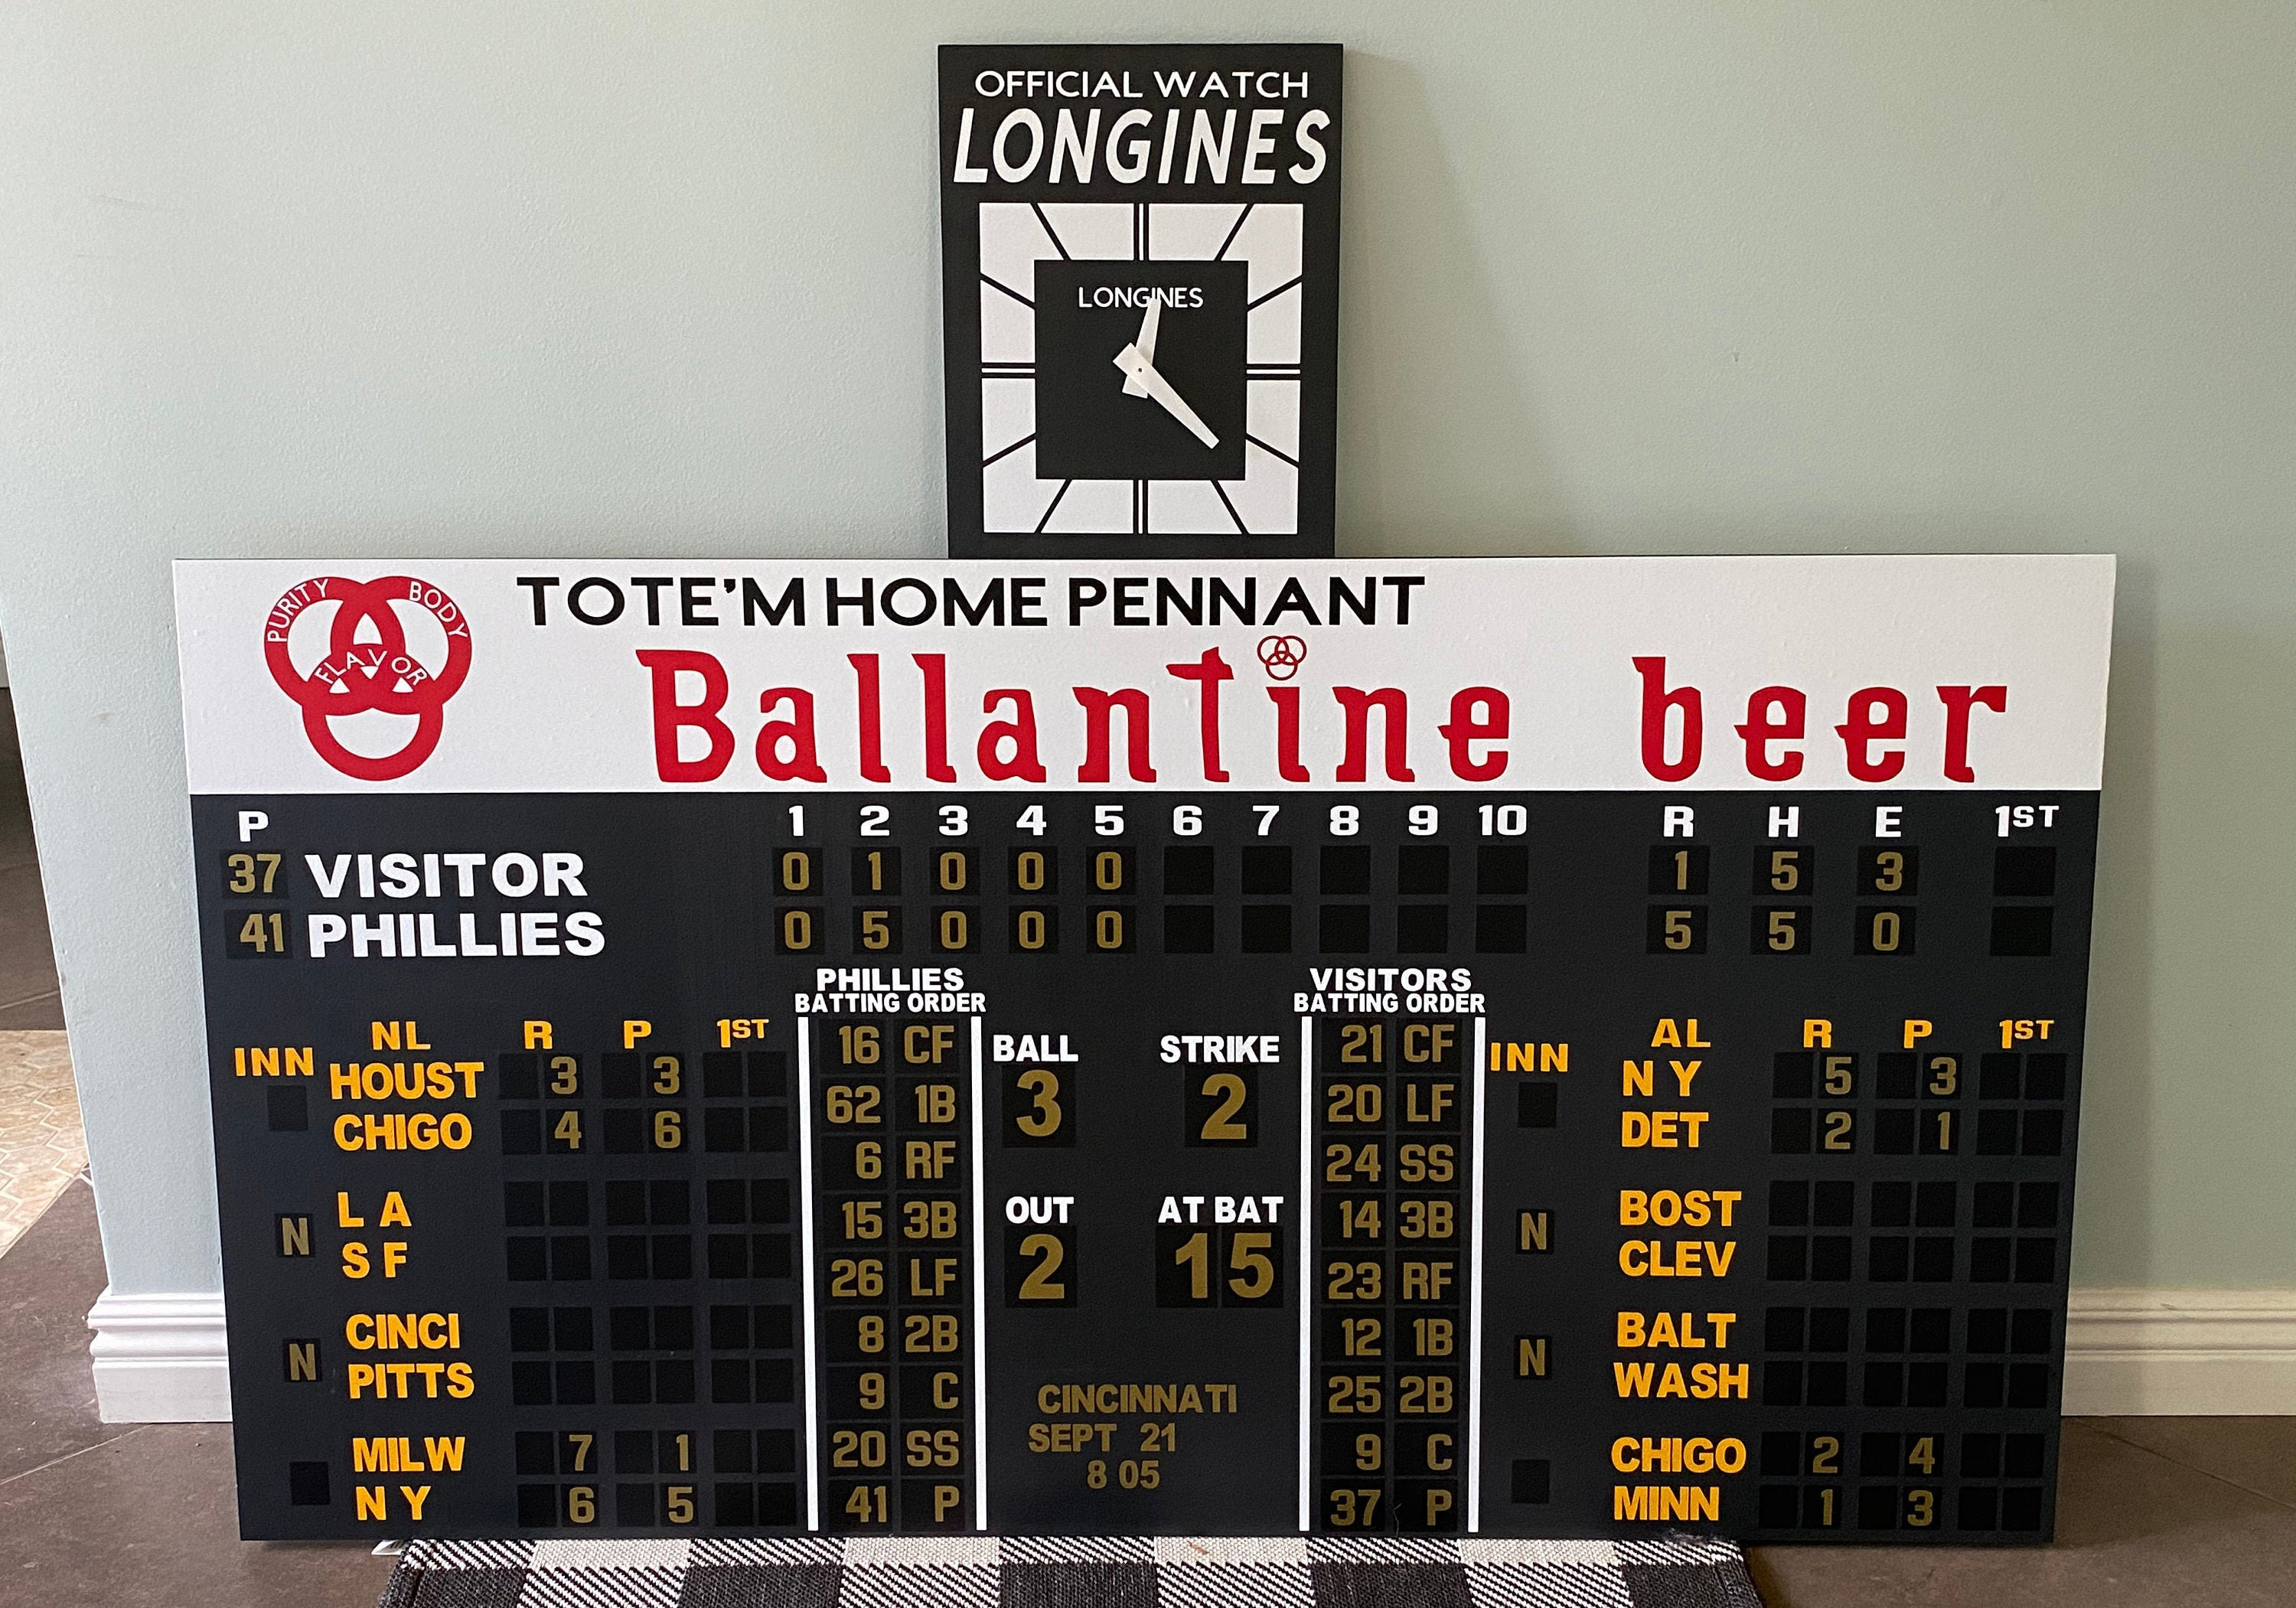 OFFICIAL WATCH
LONGINES
LONGINES
PURITY BODY
FLAVOR
TOTE'M HOME PENNANT
Ballantine beer
P 1 2 3 4 5 6 7 8 9 10 R H E 1ST
37 VISITOR 0 1 0 0 0 1 5 3
41 PHILLIES 0 5 0 0 0 5 5 0
PHILLIES
BATTING ORDER
16 CF
62 1B
6 RF
15 3B
26 LF
8 2B
9 C
20 SS
41 P
VISITORS
BATTING ORDER
21 CF
20 LF
24 SS
14 3B
23 RF
12 1B
25 2B
9 C
37 P
INN NL R P 1ST
HOUST 3 3
CHIGO 4 6
N
L A
S F
N
CINCI
PITTS
MILW 7 1
N Y 6 5
BALL STRIKE
3 2
OUT AT BAT
2 15
CINCINNATI
SEPT 21
8 05
INN AL R P 1ST
N Y 5 3
DET 2 1
N
BOST
CLEV
N
BALT
WASH
CHIGO 2 4
MINN 1 3